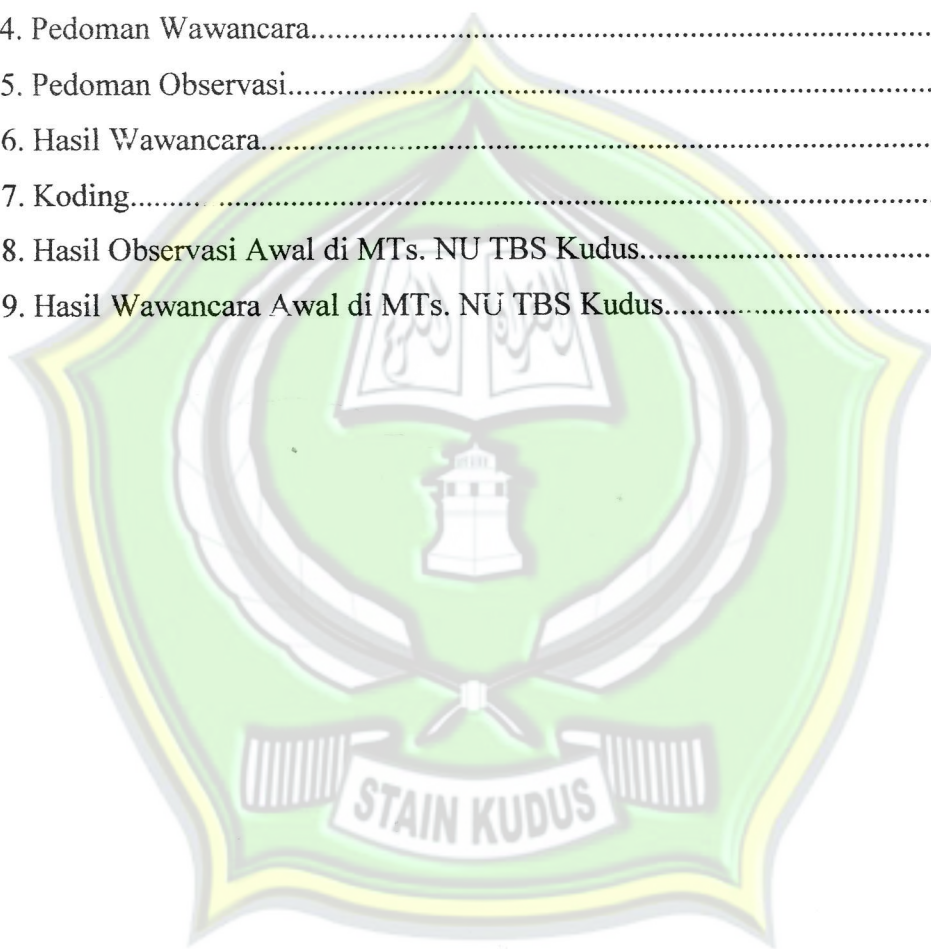 4. Pedoman Wawancara................................................................................
5. Pedoman Observasi...................................................................................
6. Hasil Wawancara.......................................................................................
7. Koding......... ...........................................................................................
8. Hasil Observasi Awal di MTs. NU TBS Kudus....................................
9. Hasil Wawancara Awal di MTs. NU TBS Kudus.................................
STAIN KUDUS